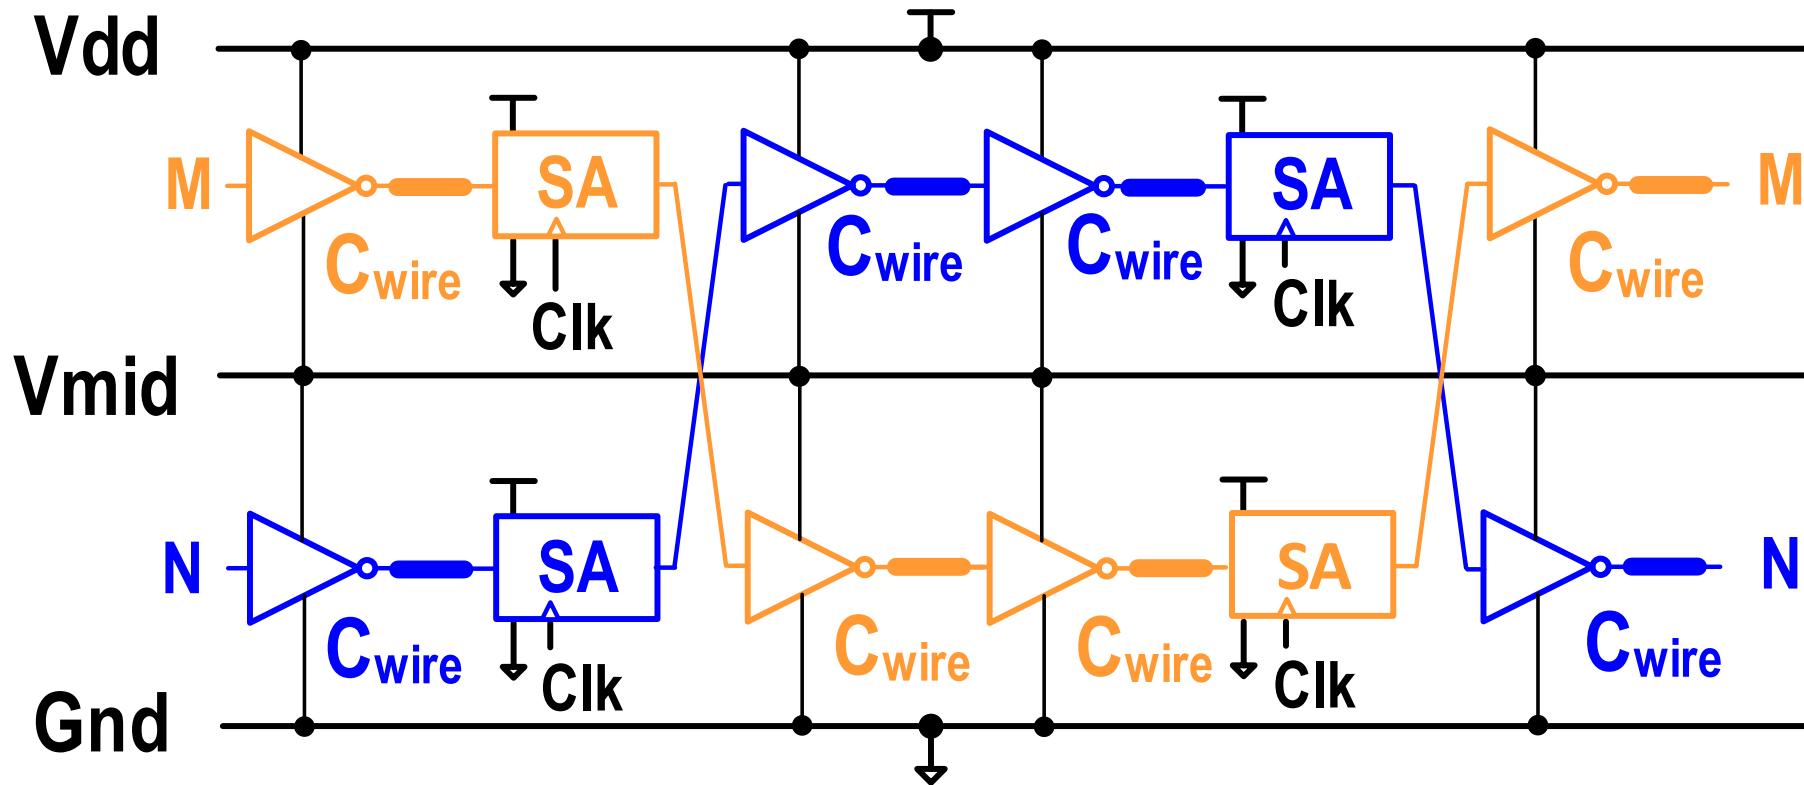 Vdd
M SA SA M
Cwire Cwire Cwire Cwire
Clk Clk
Vmid
N SA SA N
Cwire Cwire Cwire Cwire
Clk Clk
Gnd